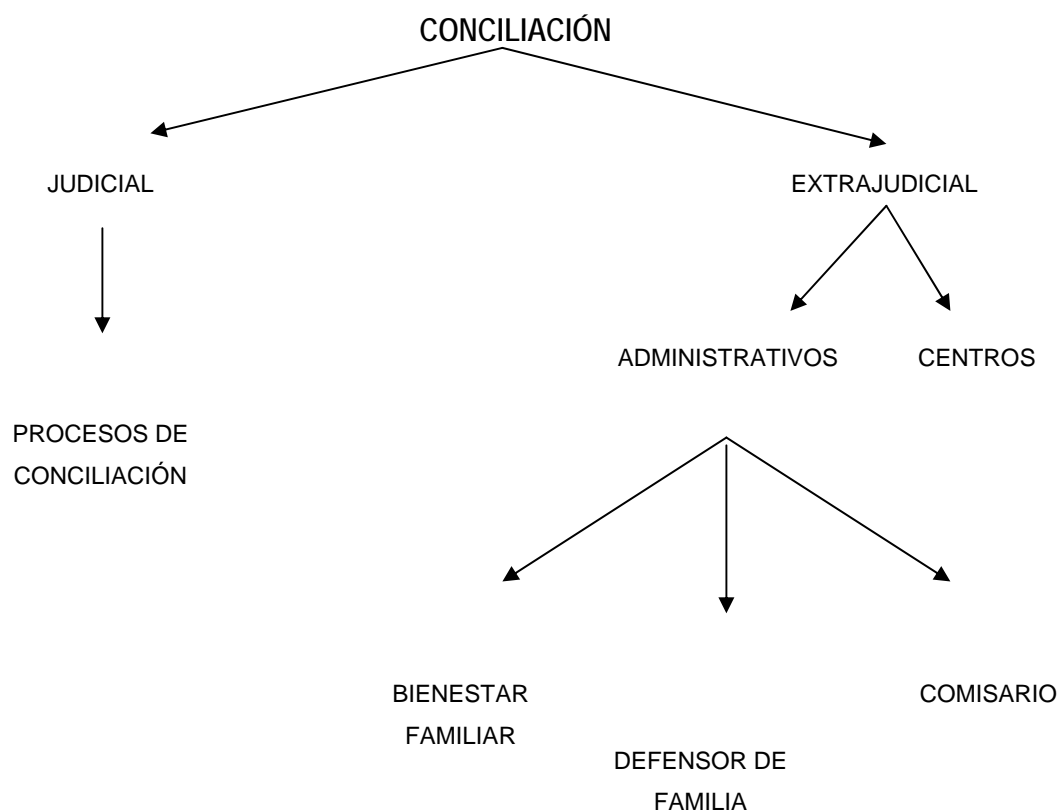 CONCILIACIÓN
JUDICIAL
EXTRAJUDICIAL
ADMINISTRATIVOS
CENTROS
PROCESOS DE
CONCILIACIÓN
BIENESTAR
FAMILIAR
DEFENSOR DE
FAMILIA
COMISARIO